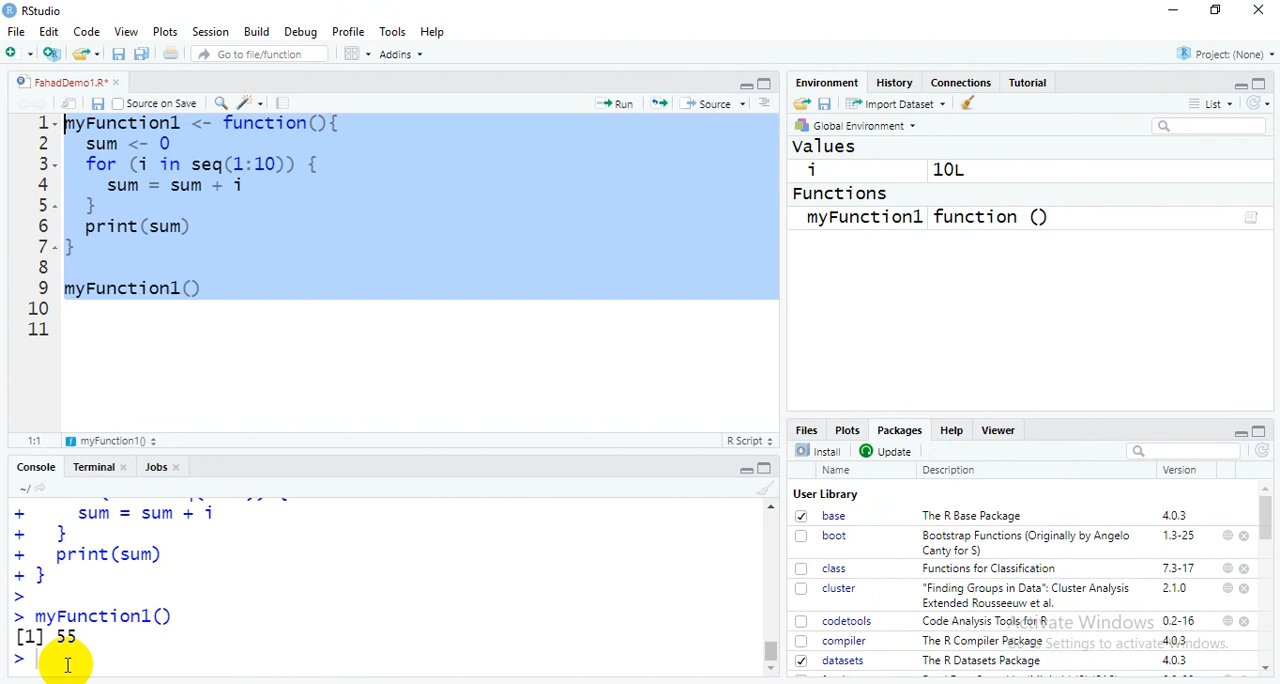 RStudio
File Edit Code View Plots Session Build Debug Profile Tools Help
Go to file/function Addins Project: (None)
FahadDemo1.R*
Source on Save Run Source
1 myFunction1 <- function(){
2 sum <- 0
3 for (i in seq(1:10)) {
4 sum = sum + i
5 }
6 print(sum)
7 }
8
9 myFunction1()
10
11
1:1 myFunction1() R Script
Console Terminal Jobs
~/
+ sum = sum + i
+ }
+ print(sum)
+ }
>
> myFunction1()
[1] 55
>
Environment History Connections Tutorial
Import Dataset List
Global Environment
Values
i 10L
Functions
myFunction1 function ()
Files Plots Packages Help Viewer
Install Update
Name Description Version
User Library
base The R Base Package 4.0.3
boot Bootstrap Functions (Originally by Angelo Canty for S) 1.3-25
class Functions for Classification 7.3-17
cluster "Finding Groups in Data": Cluster Analysis Extended Rousseeuw et al. 2.1.0
codetools Code Analysis Tools for R 0.2-16
compiler The R Compiler Package 4.0.3
datasets The R Datasets Package 4.0.3
Activate Windows
Go to Settings to activate Windows.